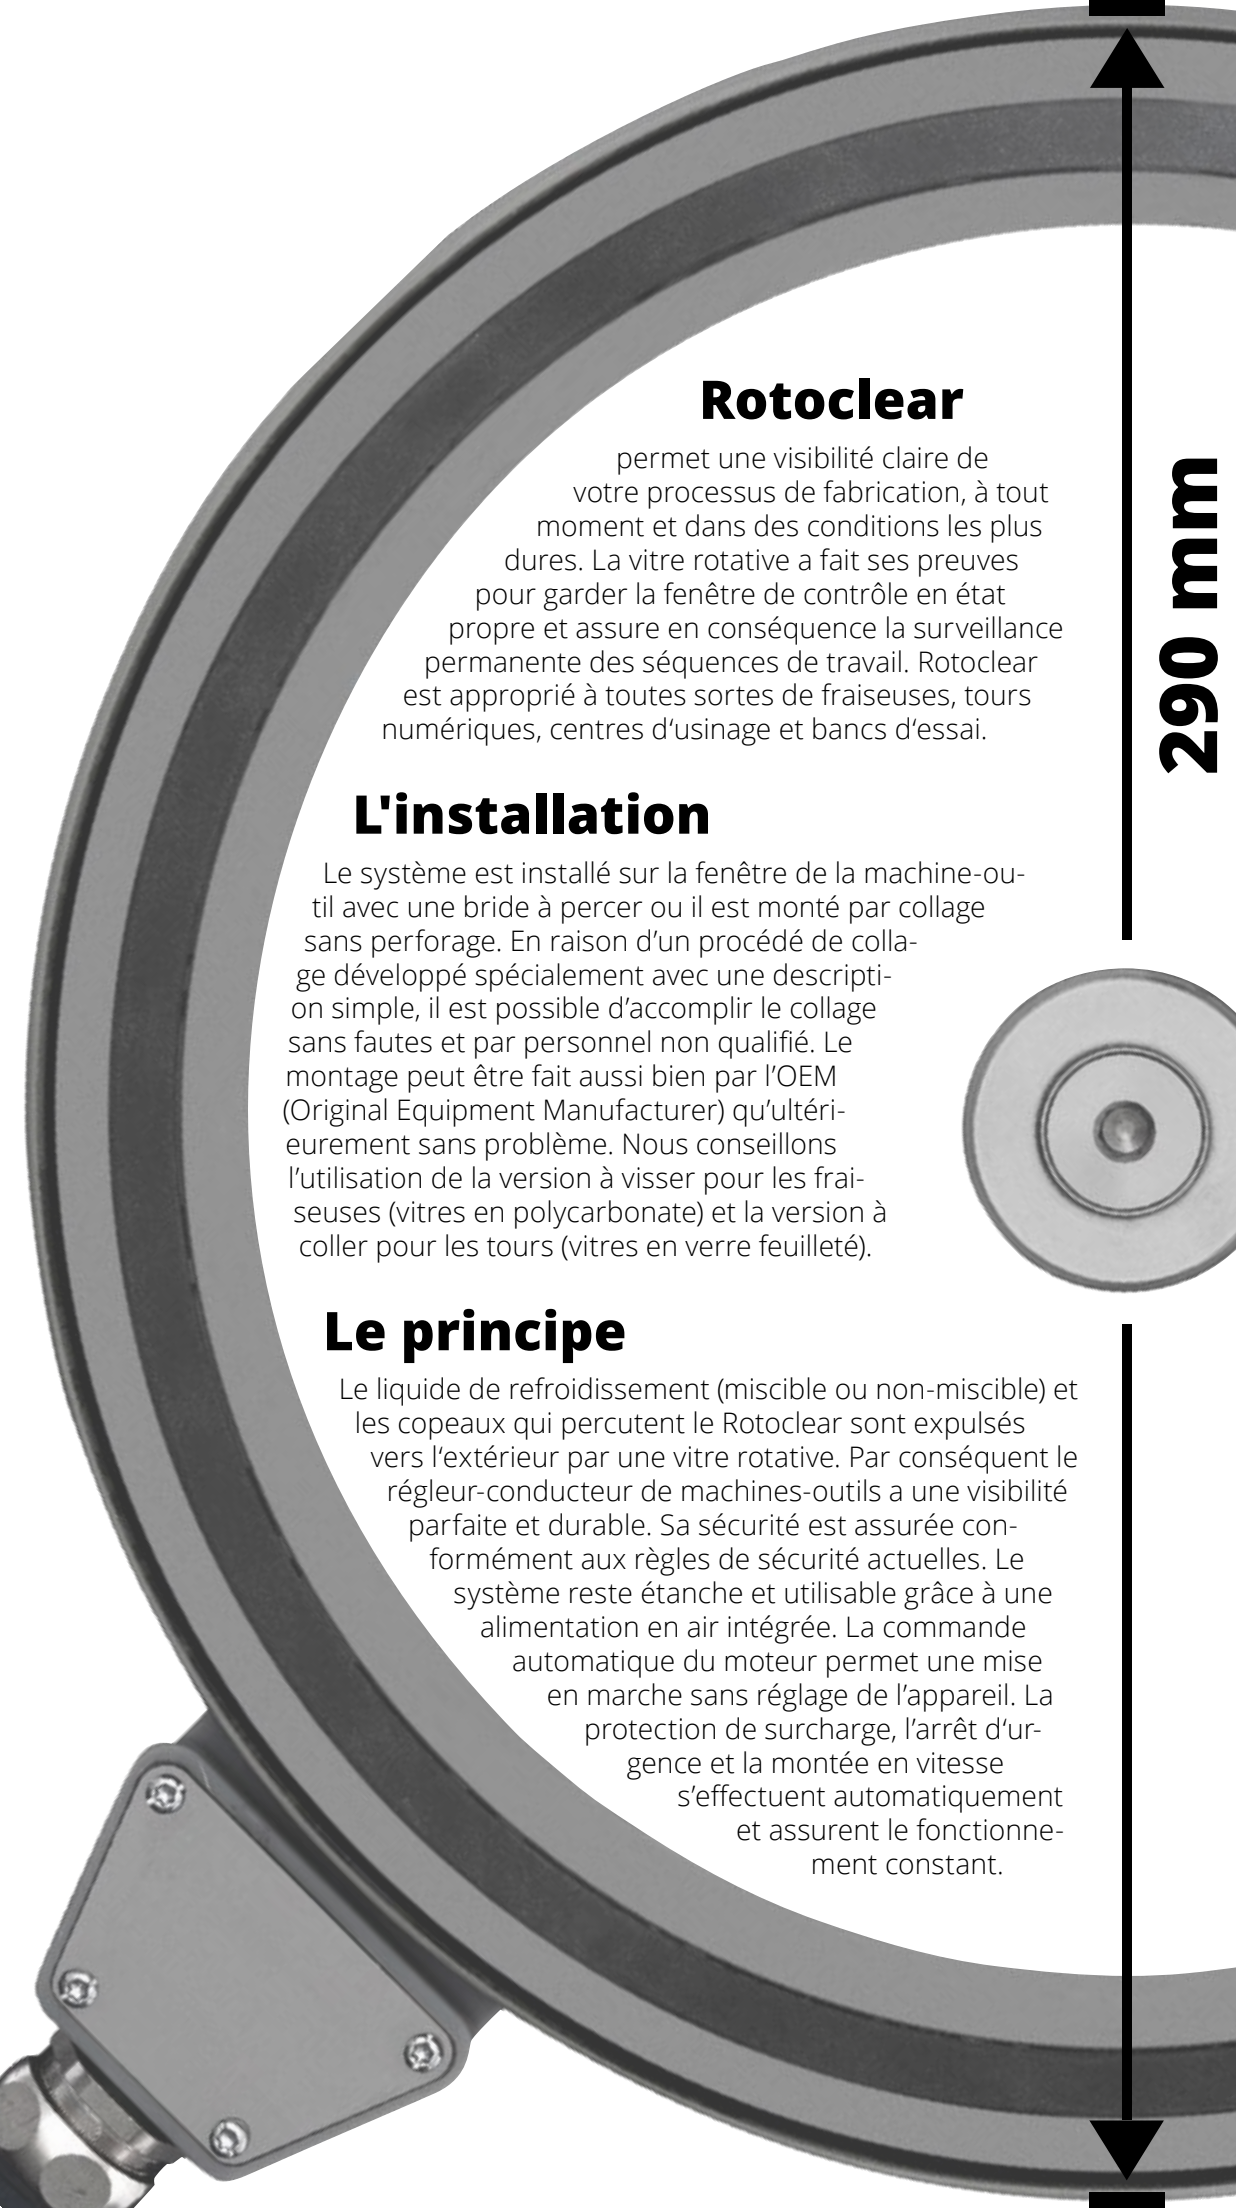 Rotoclear
permet une visibilité claire de
votre processus de fabrication, à tout
moment et dans des conditions les plus
dures. La vitre rotative a fait ses preuves
pour garder la fenêtre de contrôle en état
propre et assure en conséquence la surveillance
permanente des séquences de travail. Rotoclear
est approprié à toutes sortes de fraiseuses, tours
numériques, centres d‘usinage et bancs d‘essai.
290 mm
L'installation
Le système est installé sur la fenêtre de la machine-ou-
til avec une bride à percer ou il est monté par collage
sans perforage. En raison d’un procédé de colla-
ge développé spécialement avec une descripti-
on simple, il est possible d’accomplir le collage
sans fautes et par personnel non qualifié. Le
montage peut être fait aussi bien par l’OEM
(Original Equipment Manufacturer) qu’ultéri-
eurement sans problème. Nous conseillons
l’utilisation de la version à visser pour les frai-
seuses (vitres en polycarbonate) et la version à
coller pour les tours (vitres en verre feuilleté).
Le principe
Le liquide de refroidissement (miscible ou non-miscible) et
les copeaux qui percutent le Rotoclear sont expulsés
vers l‘extérieur par une vitre rotative. Par conséquent le
régleur-conducteur de machines-outils a une visibilité
parfaite et durable. Sa sécurité est assurée con-
formément aux règles de sécurité actuelles. Le
système reste étanche et utilisable grâce à une
alimentation en air intégrée. La commande
automatique du moteur permet une mise
en marche sans réglage de l’appareil. La
protection de surcharge, l’arrêt d‘ur-
gence et la montée en vitesse
s’effectuent automatiquement
et assurent le fonctionne-
ment constant.